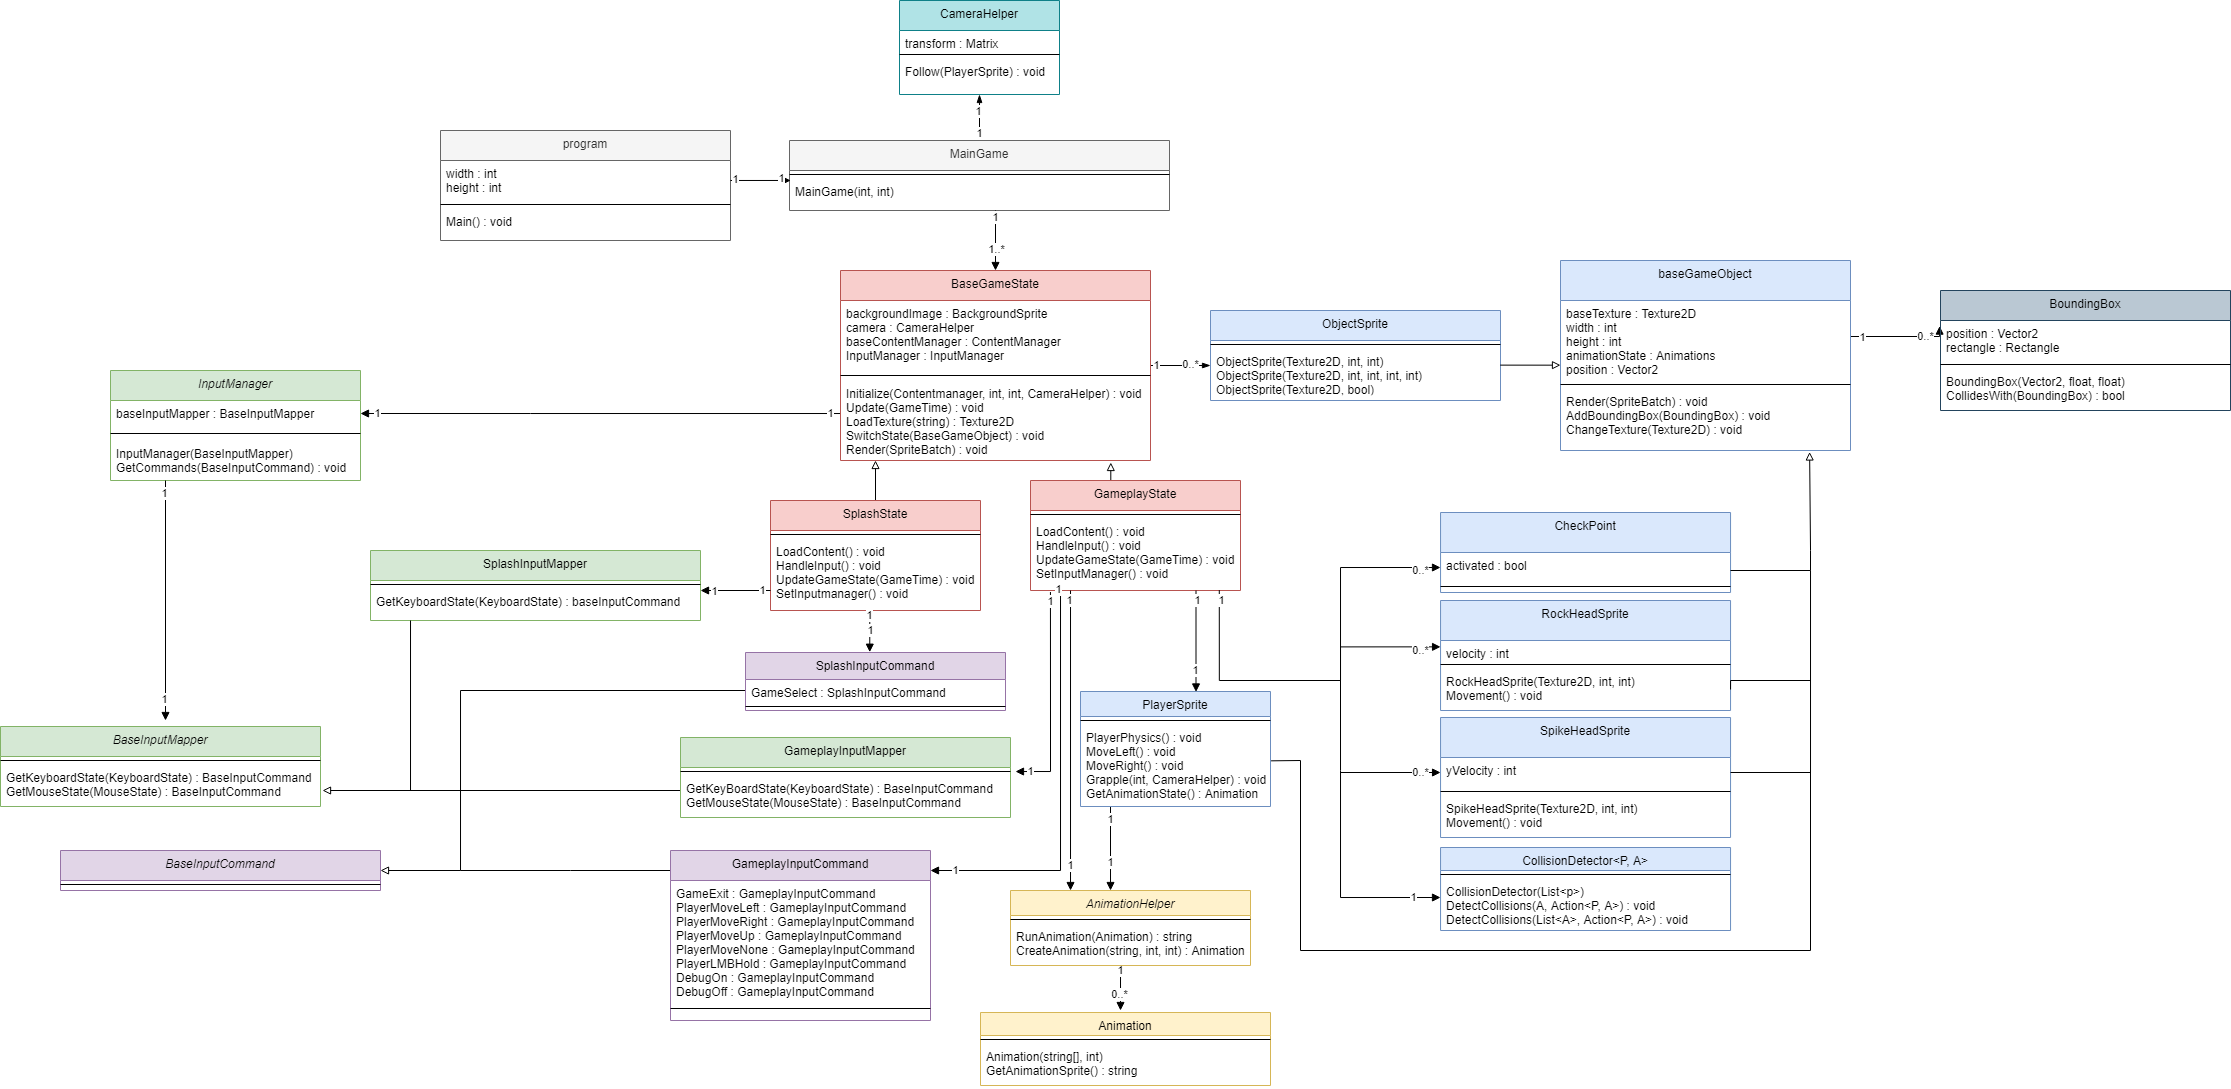 CameraHelper
transform : Matrix
Follow(PlayerSprite) : void
1
1
program
width : int
height : int
Main() : void
1
1
MainGame
MainGame(int, int)
1
1..*
BaseGameState
backgroundImage : BackgroundSprite
camera : CameraHelper
baseContentManager : ContentManager
InputManager : InputManager
Initialize(Contentmanager, int, int, CameraHelper) : void
Update(GameTime) : void
LoadTexture(string) : Texture2D
SwitchState(BaseGameObject) : void
Render(SpriteBatch) : void
1
0..*
ObjectSprite
ObjectSprite(Texture2D, int, int)
ObjectSprite(Texture2D, int, int, int, int)
ObjectSprite(Texture2D, bool)
baseGameObject
baseTexture : Texture2D
width : int
height : int
animationState : Animations
position : Vector2
Render(SpriteBatch) : void
AddBoundingBox(BoundingBox) : void
ChangeTexture(Texture2D) : void
1
0..*
BoundingBox
position : Vector2
rectangle : Rectangle
BoundingBox(Vector2, float, float)
CollidesWith(BoundingBox) : bool
InputManager
baseInputMapper : BaseInputMapper
InputManager(BaseInputMapper)
GetCommands(BaseInputCommand) : void
1
1
1
1
SplashState
LoadContent() : void
HandleInput() : void
UpdateGameState(GameTime) : void
SetInputmanager() : void
GameplayState
LoadContent() : void
HandleInput() : void
UpdateGameState(GameTime) : void
SetInputManager() : void
SplashInputMapper
GetKeyboardState(KeyboardState) : baseInputCommand
1
1
1
1
1
1
1
1
1
SplashInputCommand
GameSelect : SplashInputCommand
CheckPoint
activated : bool
0..*
RockHeadSprite
velocity : int
RockHeadSprite(Texture2D, int, int)
Movement() : void
0..*
SpikeHeadSprite
yVelocity : int
SpikeHeadSprite(Texture2D, int, int)
Movement() : void
0..*
CollisionDetector<P, A>
CollisionDetector(List<p>)
DetectCollisions(A, Action<P, A>) : void
DetectCollisions(List<A>, Action<P, A>) : void
1
1
PlayerSprite
PlayerPhysics() : void
MoveLeft() : void
MoveRight() : void
Grapple(int, CameraHelper) : void
GetAnimationState() : Animation
BaseInputMapper
GetKeyboardState(KeyboardState) : BaseInputCommand
GetMouseState(MouseState) : BaseInputCommand
GameplayInputMapper
GetKeyBoardState(KeyboardState) : BaseInputCommand
GetMouseState(MouseState) : BaseInputCommand
1
BaseInputCommand
GameplayInputCommand
GameExit : GameplayInputCommand
PlayerMoveLeft : GameplayInputCommand
PlayerMoveRight : GameplayInputCommand
PlayerMoveUp : GameplayInputCommand
PlayerMoveNone : GameplayInputCommand
PlayerLMBHold : GameplayInputCommand
DebugOn : GameplayInputCommand
DebugOff : GameplayInputCommand
1
1
1
1
AnimationHelper
RunAnimation(Animation) : string
CreateAnimation(string, int, int) : Animation
1
0..*
Animation
Animation(string[], int)
GetAnimationSprite() : string